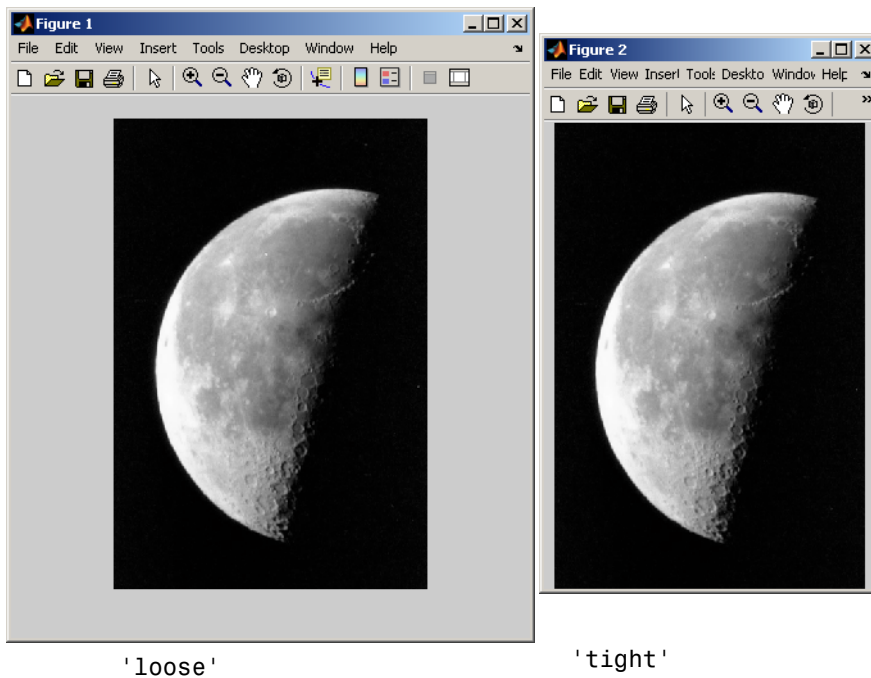 Figure 1
File Edit View Insert Tools Desktop Window Help
Figure 2
File Edit View Insert Tools Deskto Window Help
'loose'
'tight'